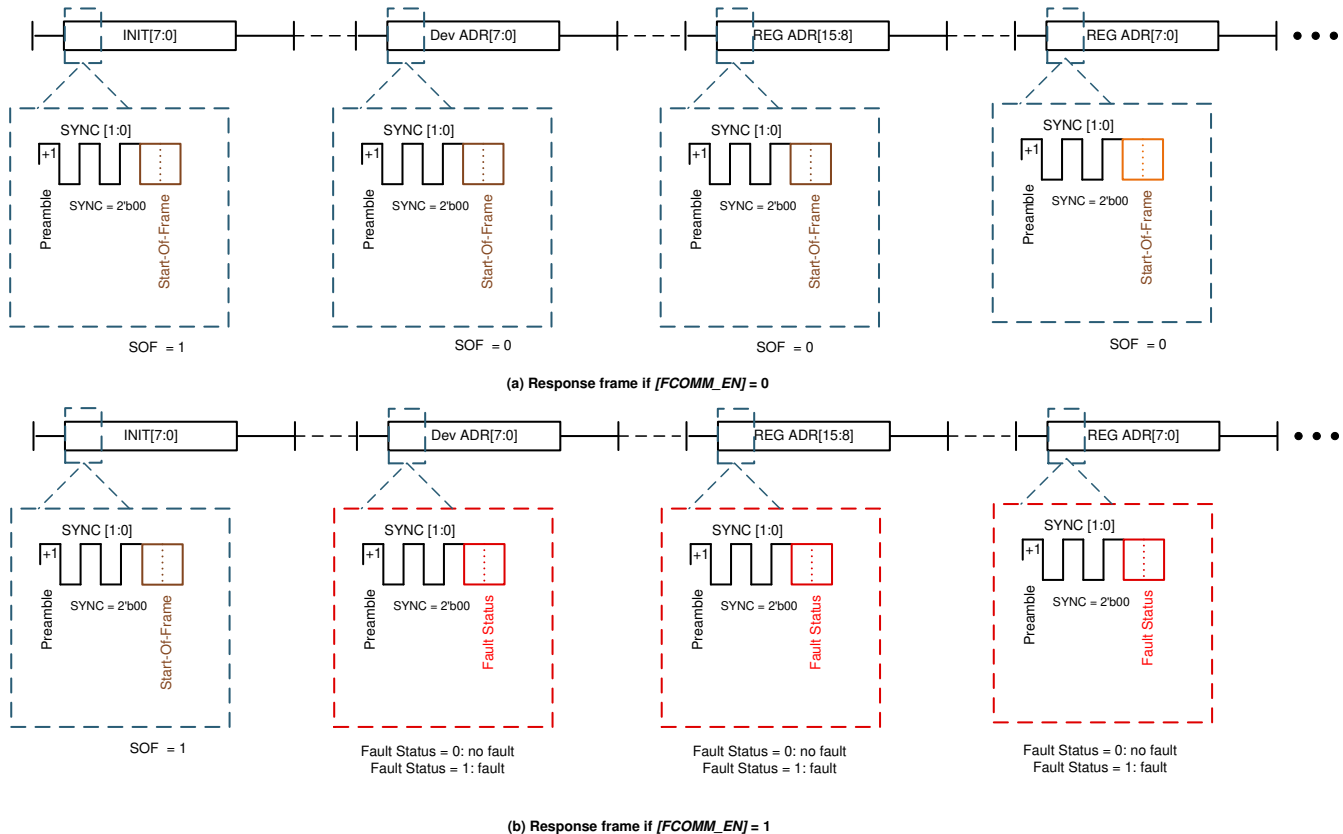 INIT[7:0]
Dev ADR[7:0]
REG ADR[15:8]
REG ADR[7:0]
SYNC [1:0]
+1
SYNC = 2'b00
Preamble
Start-Of-Frame
SOF = 1
SYNC [1:0]
+1
SYNC = 2'b00
Preamble
Start-Of-Frame
SOF = 0
SYNC [1:0]
+1
SYNC = 2'b00
Preamble
Start-Of-Frame
SOF = 0
SYNC [1:0]
+1
SYNC = 2'b00
Preamble
Start-Of-Frame
SOF = 0
(a) Response frame if [FCOMM_EN] = 0
INIT[7:0]
Dev ADR[7:0]
REG ADR[15:8]
REG ADR[7:0]
SYNC [1:0]
+1
SYNC = 2'b00
Preamble
Start-Of-Frame
SOF = 1
SYNC [1:0]
+1
SYNC = 2'b00
Preamble
Fault Status
Fault Status = 0: no fault
Fault Status = 1: fault
SYNC [1:0]
+1
SYNC = 2'b00
Preamble
Fault Status
Fault Status = 0: no fault
Fault Status = 1: fault
SYNC [1:0]
+1
SYNC = 2'b00
Preamble
Fault Status
Fault Status = 0: no fault
Fault Status = 1: fault
(b) Response frame if [FCOMM_EN] = 1